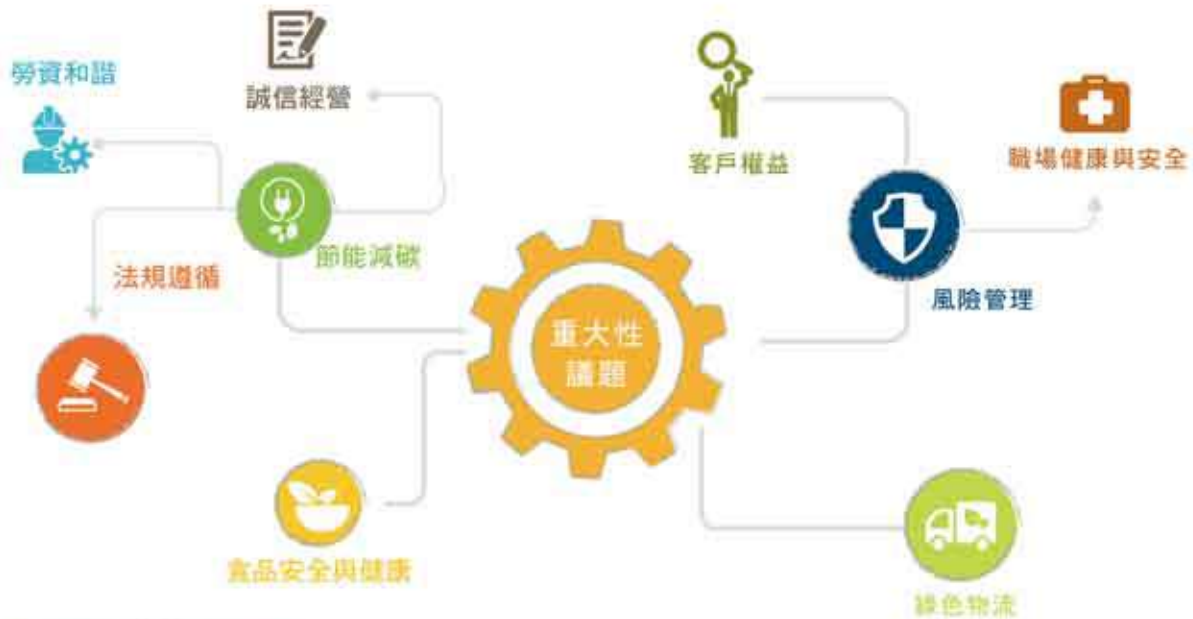 勞資和諧
誠信經營
客戶權益
職場健康與安全
節能減碳
法規遵循
風險管理
重大性
議題
食品安全與健康
綠色物流